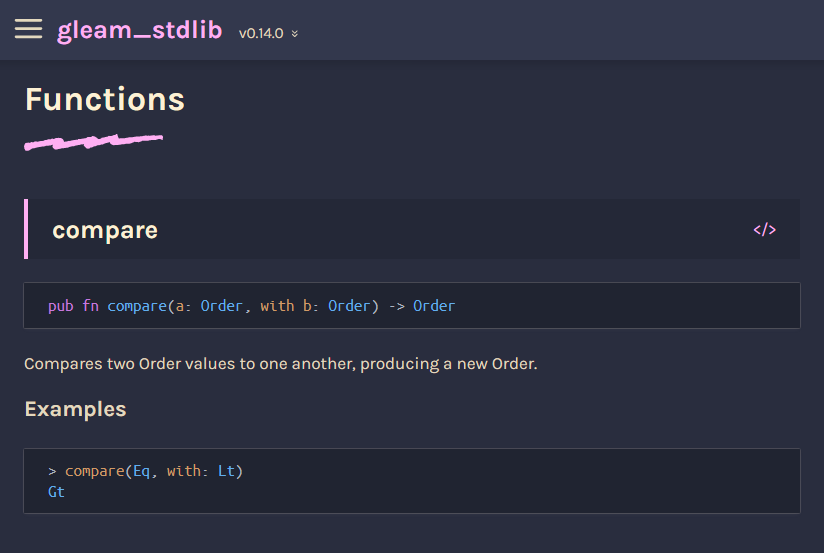 gleam_stdlib v0.14.0
Functions
compare </>
pub fn compare(a: Order, with b: Order) -> Order
Compares two Order values to one another, producing a new Order.
Examples
> compare(Eq, with: Lt)
Gt